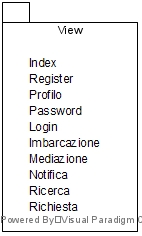 View
Index
Register
Profilo
Password
Login
Imbarcazione
Mediazione
Notifica
Ricerca
Richiesta
Powered By Visual Paradigm C